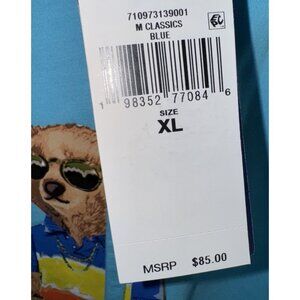 710973139001
M CLASSICS
BLUE
1 98352 77084 6
SIZE
XL
MSRP $85.00